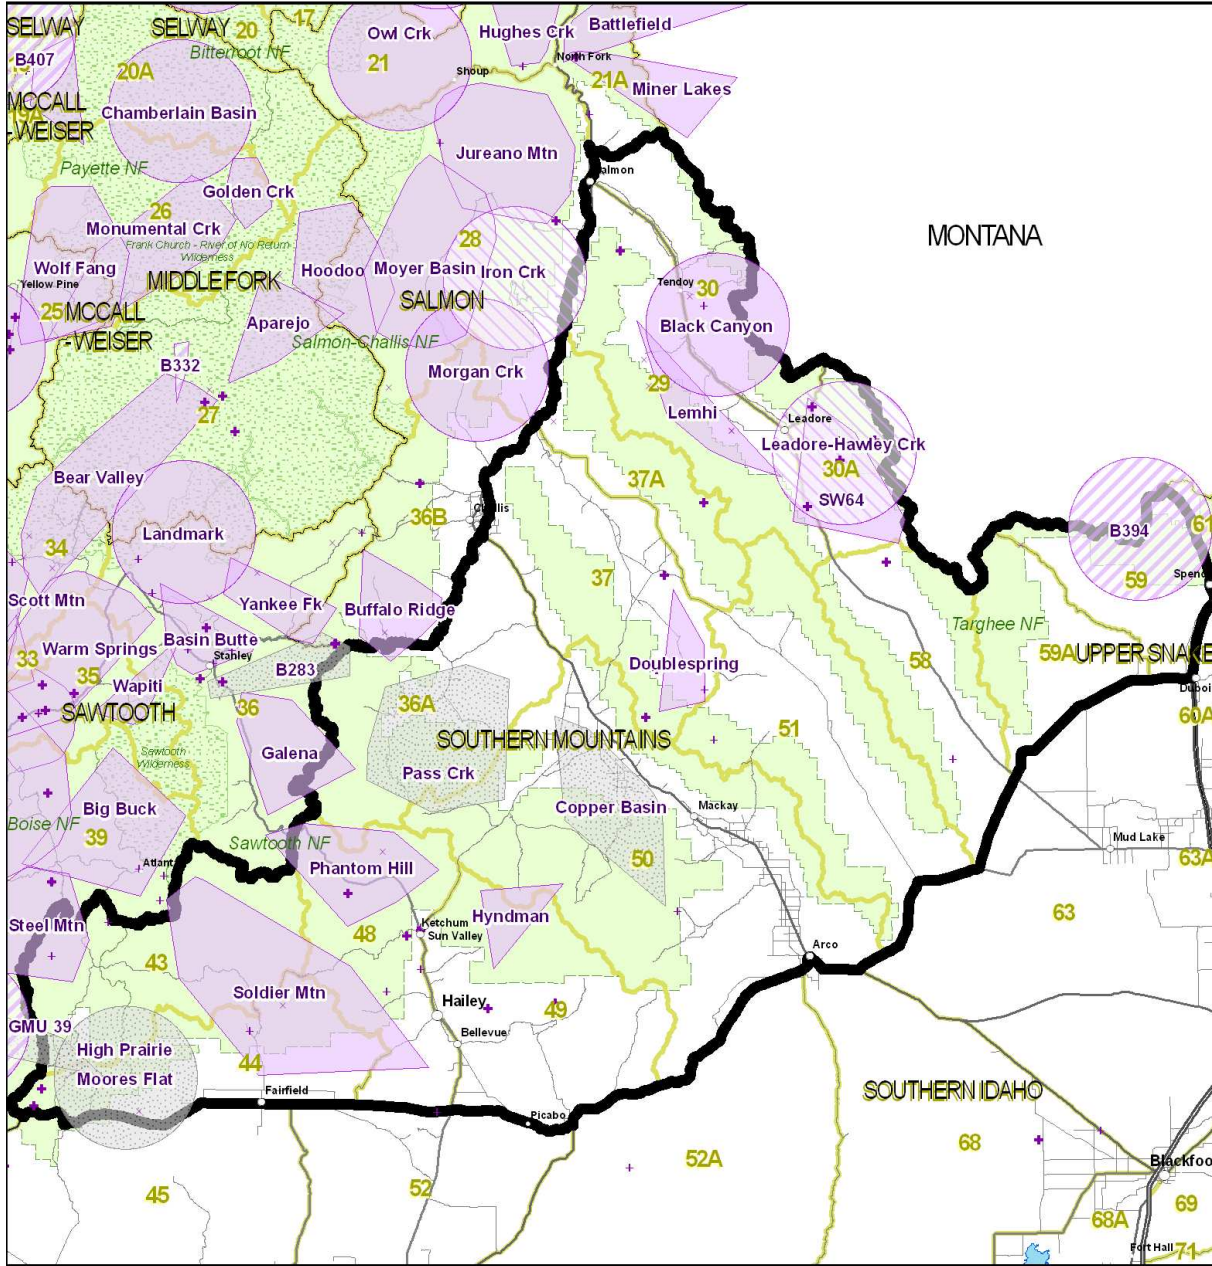 SELWAY
SELWAY
20
17
Bitterroot NF
Owl Crk
21
Hughes Crk
Battlefield
North Fork
Shoup
21A
Miner Lakes
B407
20A
Chamberlain Basin
MCCALL
-WEISER
19A
Payette NF
Jureano Mtn
Salmon
Golden Crk
26
Monumental Crk
Frank Church - River of No Return
Wilderness
28
MONTANA
Wolf Fang
Yellow Pine
MIDDLE FORK
Hoodoo
Moyer Basin
Iron Crk
SALMON
Tendoy
30
25
MCCALL
-WEISER
Aparejo
Salmon-Challis NF
Black Canyon
B332
Morgan Crk
29
27
Lemhi
Leadore
Leadore-Hawley Crk
30A
Bear Valley
37A
SW64
36B
Challis
Landmark
34
B394
61
59
37
Spenc
Scott Mtn
Yankee Fk
Buffalo Ridge
Targhee NF
Warm Springs
Basin Butte
Stanley
33
35
B283
Doublespring
58
59A
UPPER SNAKE
Wapiti
Duboi
SAWTOOTH
36
36A
60A
51
SOUTHERN MOUNTAINS
Sawtooth
Wilderness
Galena
Pass Crk
Big Buck
Copper Basin
Mackay
Boise NF
39
Sawtooth NF
Mud Lake
Atlant
Phantom Hill
50
63A
Steel Mtn
Hyndman
63
Ketchum
Sun Valley
48
Arco
43
Soldier Mtn
Hailey
49
GMU 39
High Prairie
Moores Flat
Bellevue
44
Fairfield
SOUTHERN IDAHO
Picabo
68
52A
Blackfoo
45
52
69
68A
Fort Hall
71